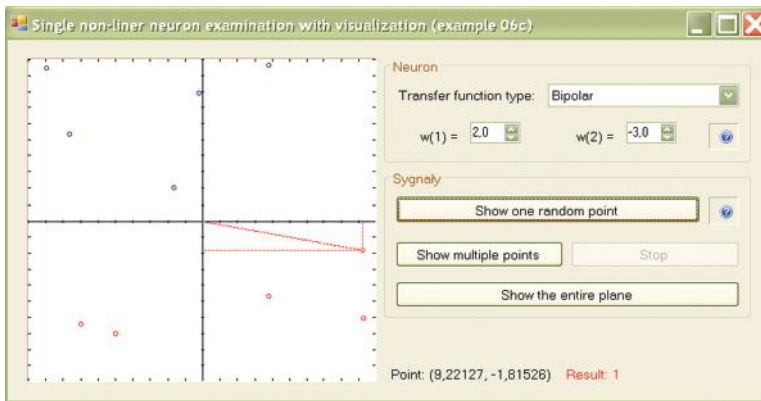 Single non-liner neuron examination with visualization (example 06c)
Neuron
Transfer function type: Bipolar
w(1) = 2,0 w(2) = -3,0
Sygnały
Show one random point
Show multiple points Stop
Show the entire plane
Point: (9,22127, -1,81526) Result: 1